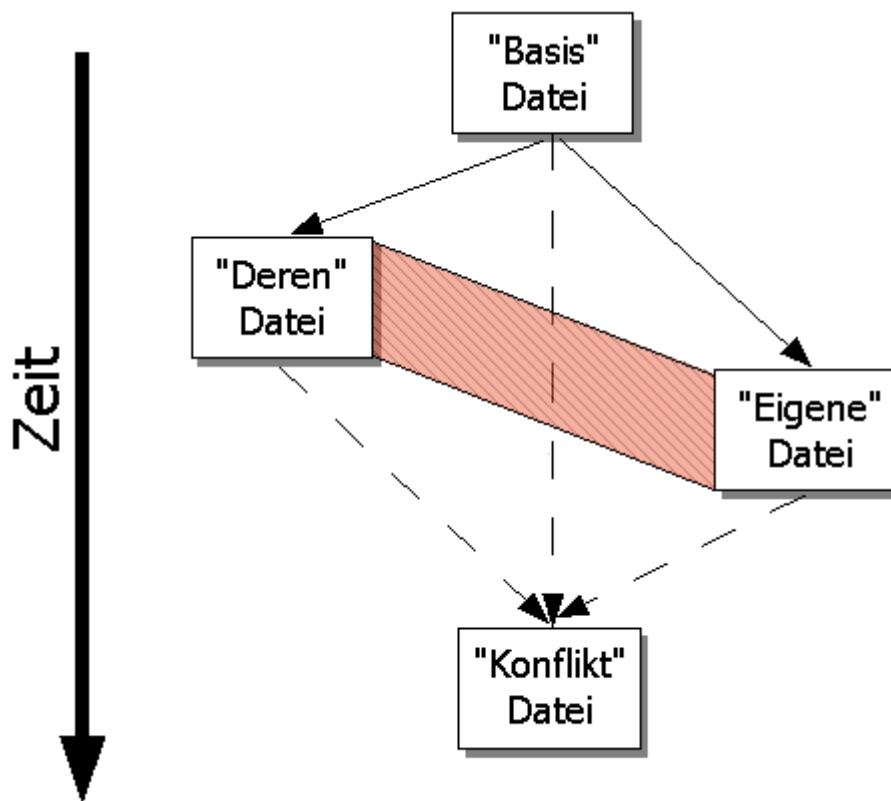 "Basis"
Datei
"Deren"
Datei
Zeit
"Eigene"
Datei
"Konflikt"
Datei